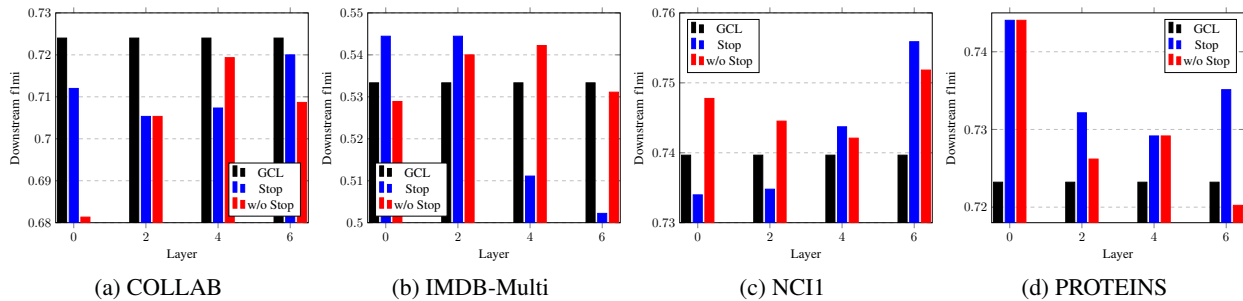 0.73
0.72
0.71
0.7
0.69
0.68
Downstream f1mi
GCL
Stop
w/o Stop
0 2 4 6
Layer
(a) COLLAB
0.55
0.54
0.53
0.52
0.51
0.5
Downstream f1mi
GCL
Stop
w/o Stop
0 2 4 6
Layer
(b) IMDB-Multi
0.76
0.75
0.74
0.73
Downstream f1mi
GCL
Stop
w/o Stop
0 2 4 6
Layer
(c) NCI1
0.74
0.73
0.72
Downstream f1mi
GCL
Stop
w/o Stop
0 2 4 6
Layer
(d) PROTEINS